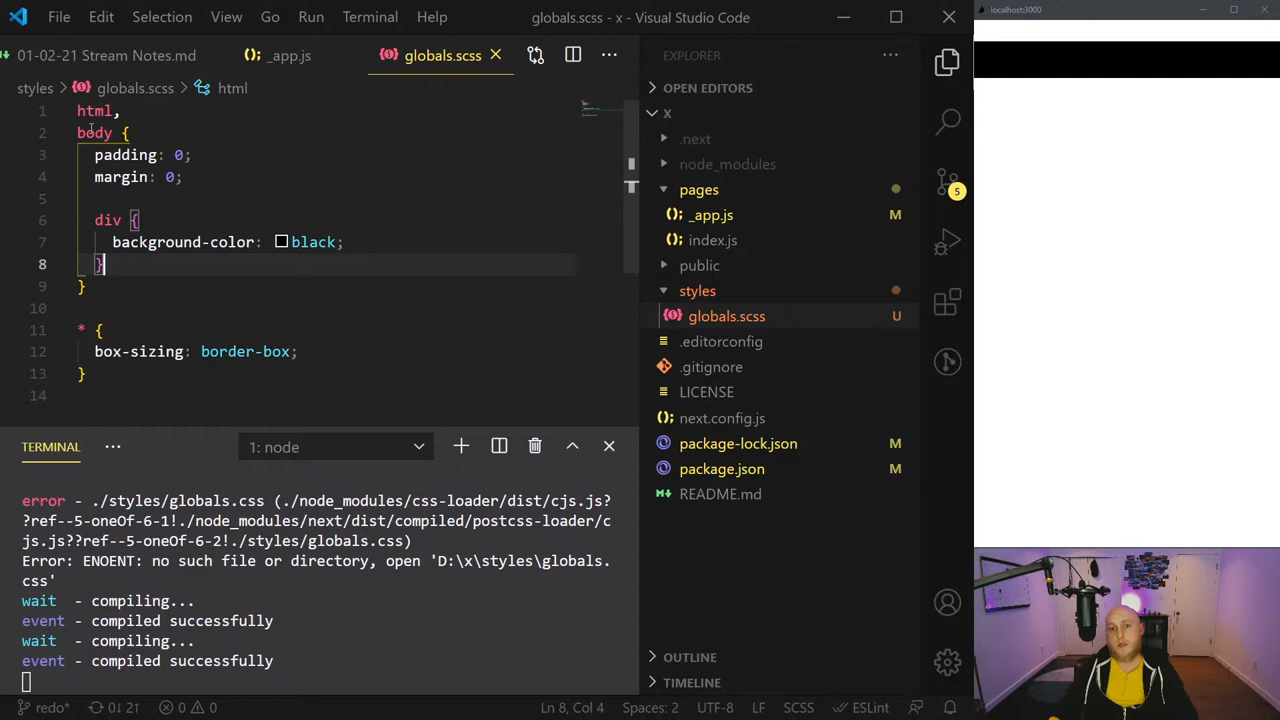 File Edit Selection View Go Run Terminal Help globals.scss - x - Visual Studio Code
localhost:3000
01-02-21 Stream Notes.md _app.js globals.scss
styles globals.scss html
1 html,
2 body {
3 padding: 0;
4 margin: 0;
5
6 div {
7 background-color: black;
8 }
9 }
10
11 * {
12 box-sizing: border-box;
13 }
14
TERMINAL 1: node
error - ./styles/globals.css (./node_modules/css-loader/dist/cjs.js?
?ref--5-oneOf-6-1!./node_modules/next/dist/compiled/postcss-loader/c
js.js??ref--5-oneOf-6-2!./styles/globals.css)
Error: ENOENT: no such file or directory, open 'D:\x\styles\globals.
css'
wait - compiling...
event - compiled successfully
wait - compiling...
event - compiled successfully
EXPLORER
OPEN EDITORS
X
.next
node_modules
pages
_app.js M
index.js
public
styles
globals.scss U
.editorconfig
.gitignore
LICENSE
next.config.js
package-lock.json M
package.json M
README.md
OUTLINE
TIMELINE
5
redo* 0↓ 2↑ 0 0 Ln 8, Col 4 Spaces: 2 UTF-8 LF SCSS ESLint